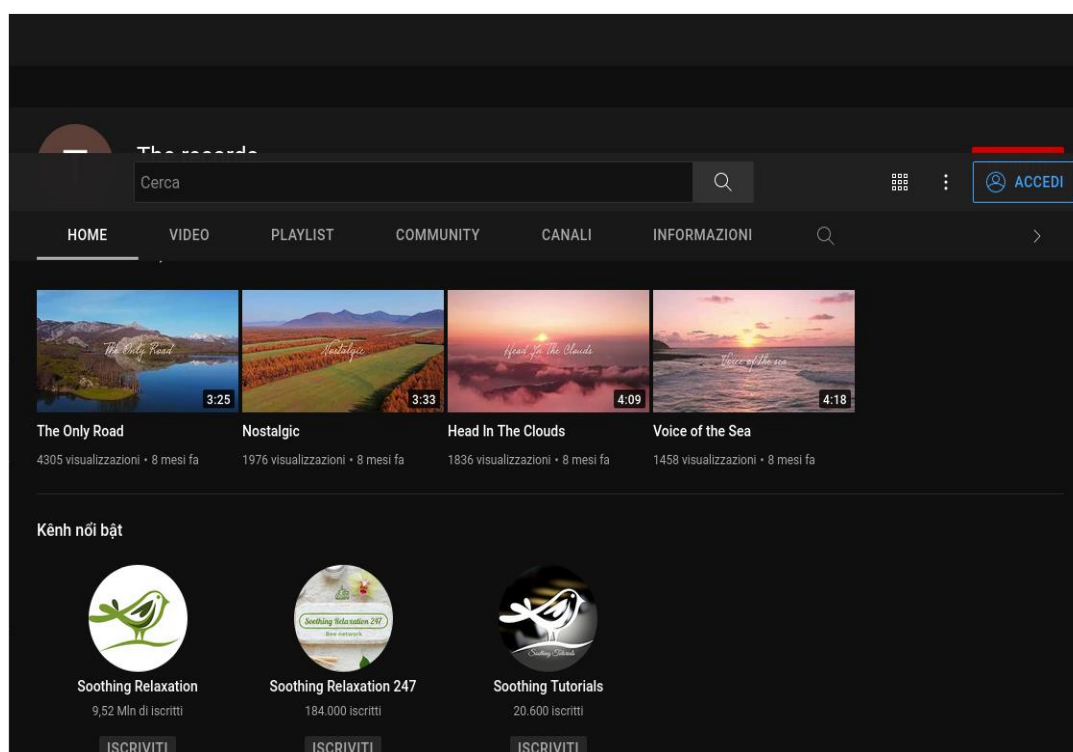 The records
Cerca
ACCEDI
HOME VIDEO PLAYLIST COMMUNITY CANALI INFORMAZIONI
The Only Road
3:25
Nostalgic
3:33
Head In The Clouds
4:09
Voice of the sea
4:18
The Only Road
4305 visualizzazioni • 8 mesi fa
Nostalgic
1976 visualizzazioni • 8 mesi fa
Head In The Clouds
1836 visualizzazioni • 8 mesi fa
Voice of the Sea
1458 visualizzazioni • 8 mesi fa
Kênh nổi bật
Soothing Relaxation 247
Soothing Tutorials
Soothing Relaxation
9,52 Mln di iscritti
ISCRIVITI
Soothing Relaxation 247
184.000 iscritti
ISCRIVITI
Soothing Tutorials
20.600 iscritti
ISCRIVITI